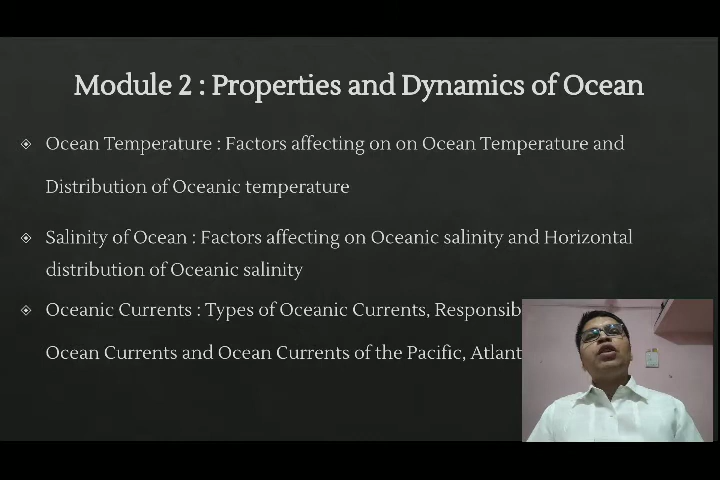 Module 2 : Properties and Dynamics of Ocean
Ocean Temperature : Factors affecting on on Ocean Temperature and
Distribution of Oceanic temperature
Salinity of Ocean : Factors affecting on Oceanic salinity and Horizontal
distribution of Oceanic salinity
Oceanic Currents : Types of Oceanic Currents,
Ocean Currents and Ocean Currents of the Pacific,